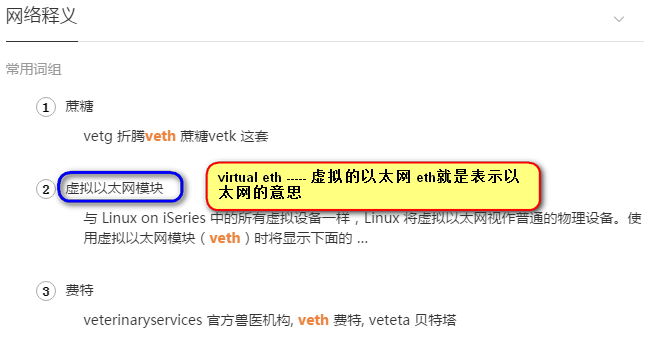 网络释义
常用词组
1 蔗糖
vetg 折腾veth 蔗糖vetk 这套
2 虚拟以太网模块
virtual eth ----- 虚拟的以太网 eth就是表示以
太网的意思
与 Linux on iSeries 中的所有虚拟设备一样，Linux 将虚拟以太网视作普通的物理设备。使
用虚拟以太网模块（veth）时将显示下面的 ...
3 费特
veterinaryservices 官方兽医机构, veth 费特, veteta 贝特塔